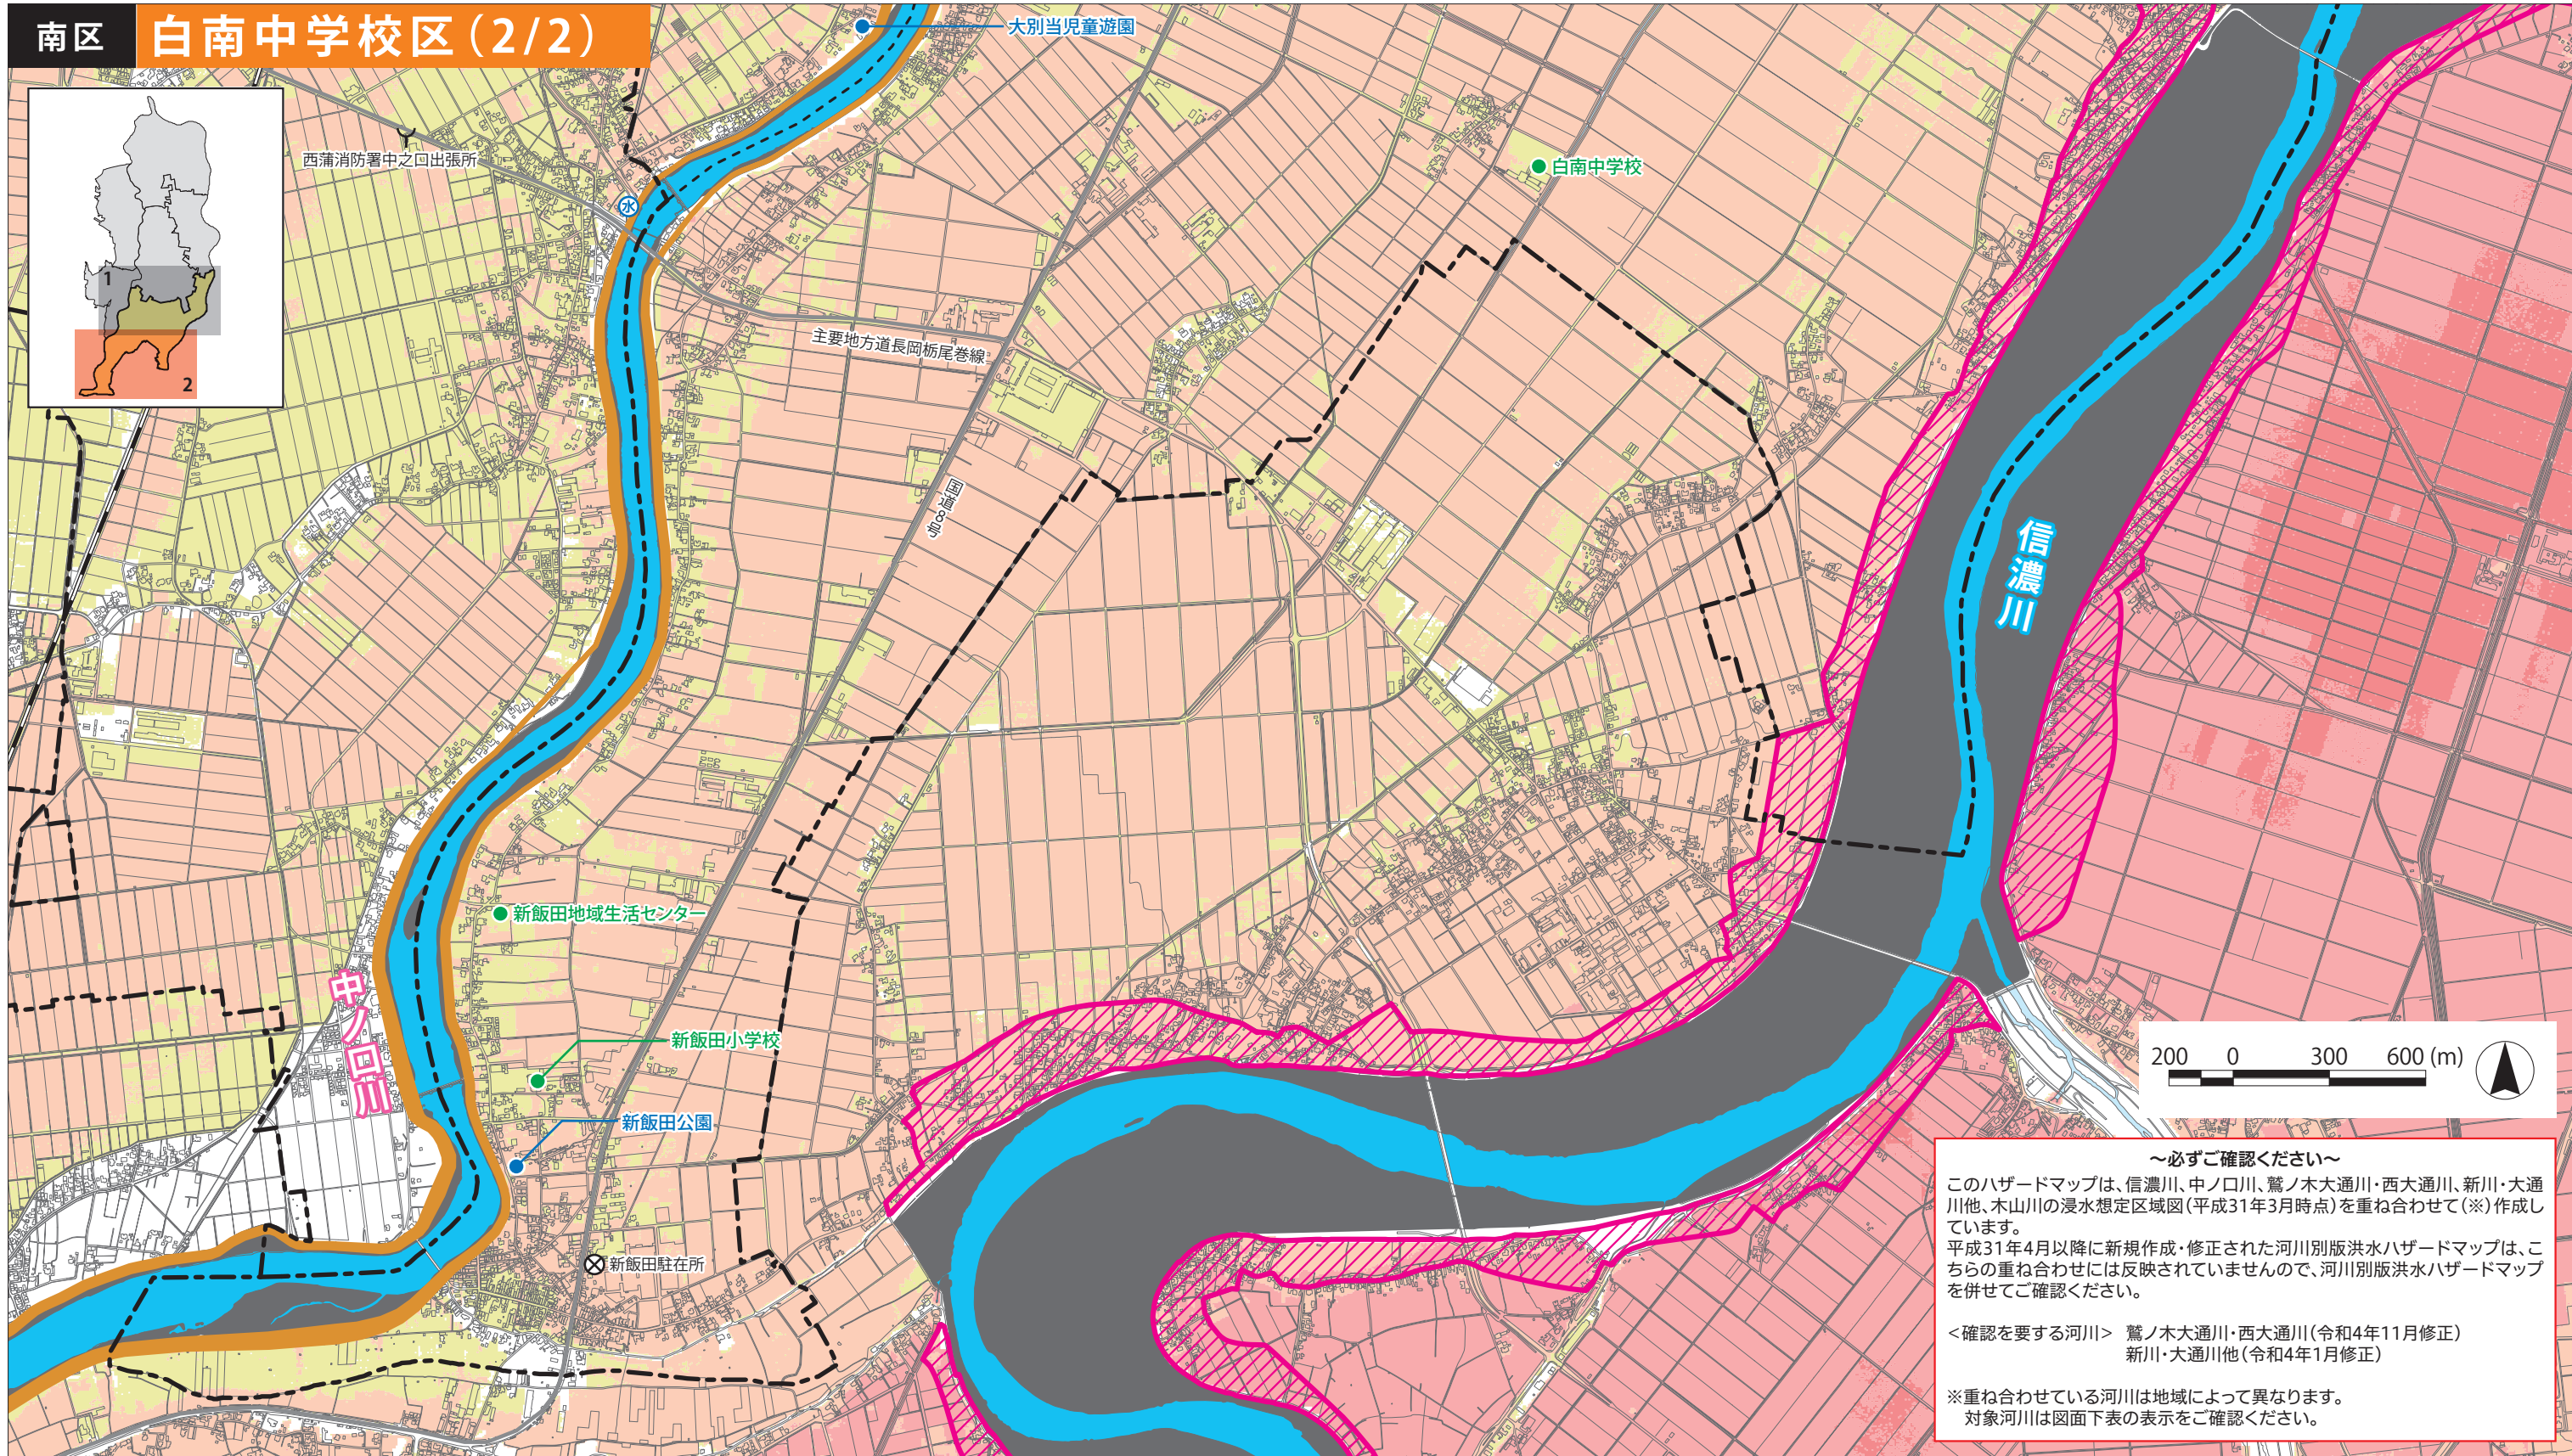 南区
白南中学校区（2/2）
大別当児童遊園
西蒲消防署中之口出張所
水
白南中学校
1
2
主要地方道長岡栃尾巻線
国道8号
信濃川
新飯田地域生活センター
中ノ口川
新飯田小学校
新飯田公園
新飯田駐在所
200 0 300 600 (m)
～必ずご確認ください～
このハザードマップは、信濃川、中ノ口川、鷲ノ木大通川・西大通川、新川・大通
川他、木山川の浸水想定区域図（平成31年3月時点）を重ね合わせて（※）作成し
ています。
平成31年4月以降に新規作成・修正された河川別版洪水ハザードマップは、こ
ちらの重ね合わせには反映されていませんので、河川別版洪水ハザードマップ
を併せてご確認ください。
＜確認を要する河川＞ 鷲ノ木大通川・西大通川（令和4年11月修正）
新川・大通川他（令和4年1月修正）
※重ね合わせている河川は地域によって異なります。
対象河川は図面下表の表示をご確認ください。